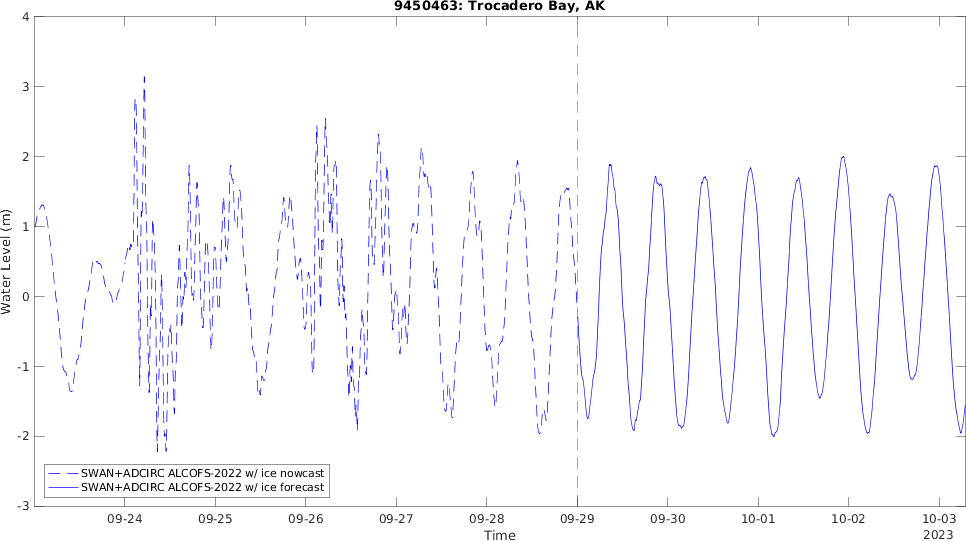 9450463: Trocadero Bay, AK
Water Level (m)
4
3
2
1
0
-1
-2
-3
SWAN+ADCIRC ALCOFS-2022 w/ ice nowcast
SWAN+ADCIRC ALCOFS-2022 w/ ice forecast
09-24 09-25 09-26 09-27 09-28 09-29 09-30 10-01 10-02 10-03
2023
Time